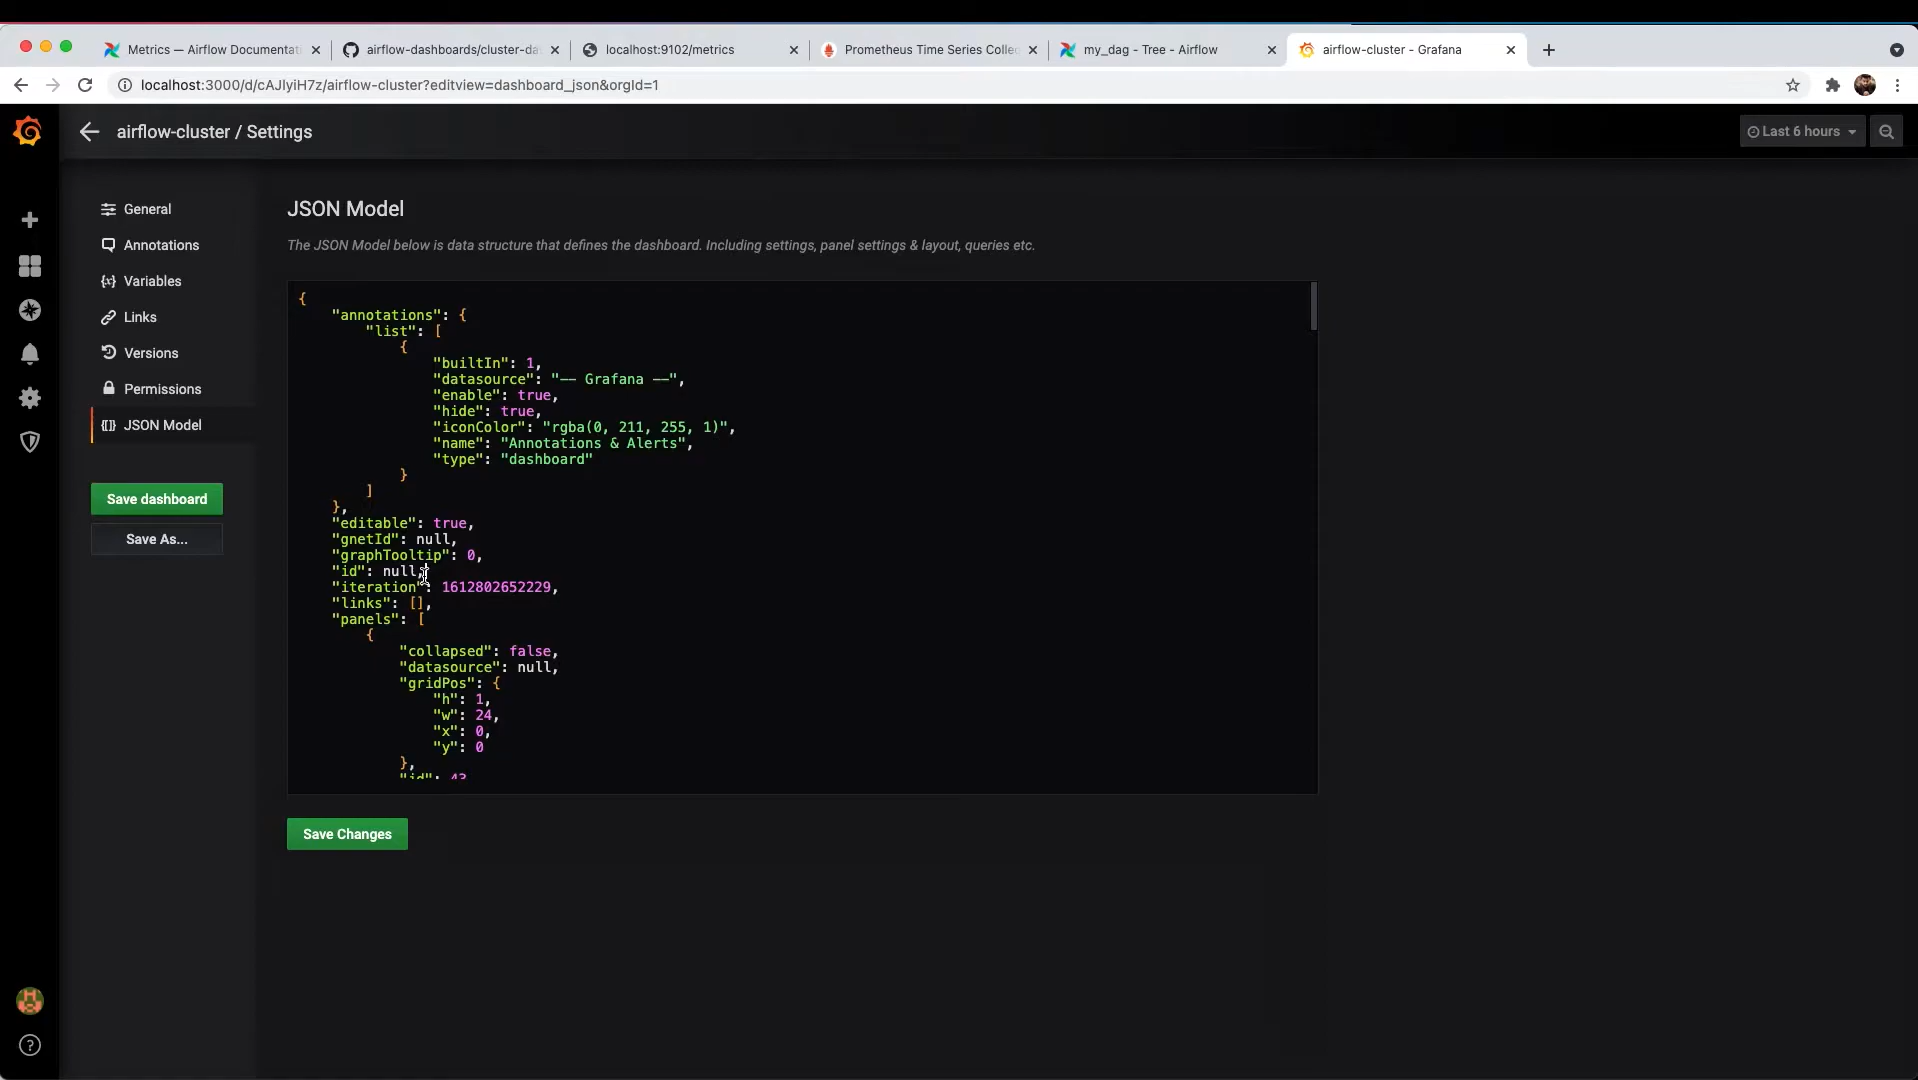 Metrics — Airflow Documentat
airflow-dashboards/cluster-da
localhost:9102/metrics
Prometheus Time Series Collec
my_dag - Tree - Airflow
airflow-cluster - Grafana
localhost:3000/d/cAJIyiH7z/airflow-cluster?editview=dashboard_json&orgId=1
airflow-cluster / Settings
Last 6 hours
General
Annotations
Variables
Links
Versions
Permissions
JSON Model
Save dashboard
Save As...
JSON Model
The JSON Model below is data structure that defines the dashboard. Including settings, panel settings & layout, queries etc.
{
"annotations": {
"list": [
{
"builtIn": 1,
"datasource": "-- Grafana --",
"enable": true,
"hide": true,
"iconColor": "rgba(0, 211, 255, 1)",
"name": "Annotations & Alerts",
"type": "dashboard"
}
]
},
"editable": true,
"gnetId": null,
"graphTooltip": 0,
"id": null,
"iteration": 1612802652229,
"links": [],
"panels": [
{
"collapsed": false,
"datasource": null,
"gridPos": {
"h": 1,
"w": 24,
"x": 0,
"y": 0
},
"id": 43
Save Changes